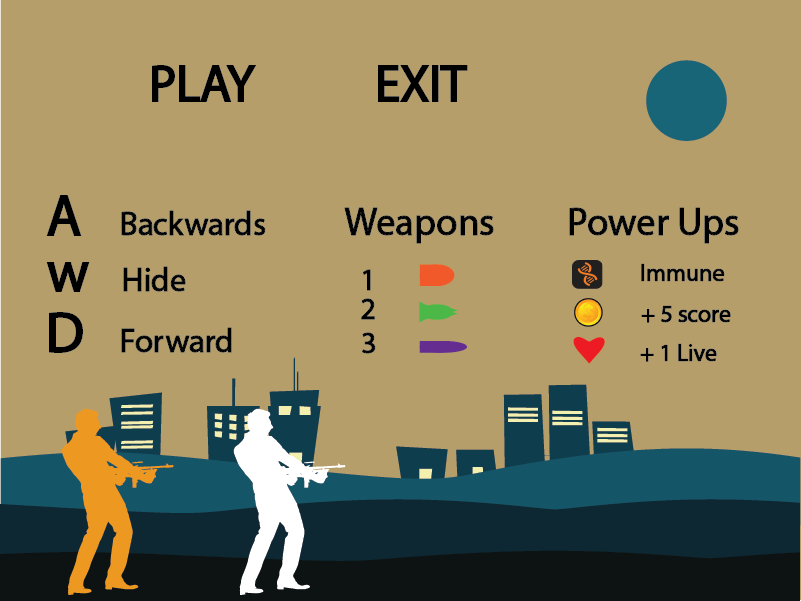 PLAY EXIT
A Backwards
w Hide
D Forward
Weapons
1
2
3
Power Ups
Immune
+ 5 score
+ 1 Live